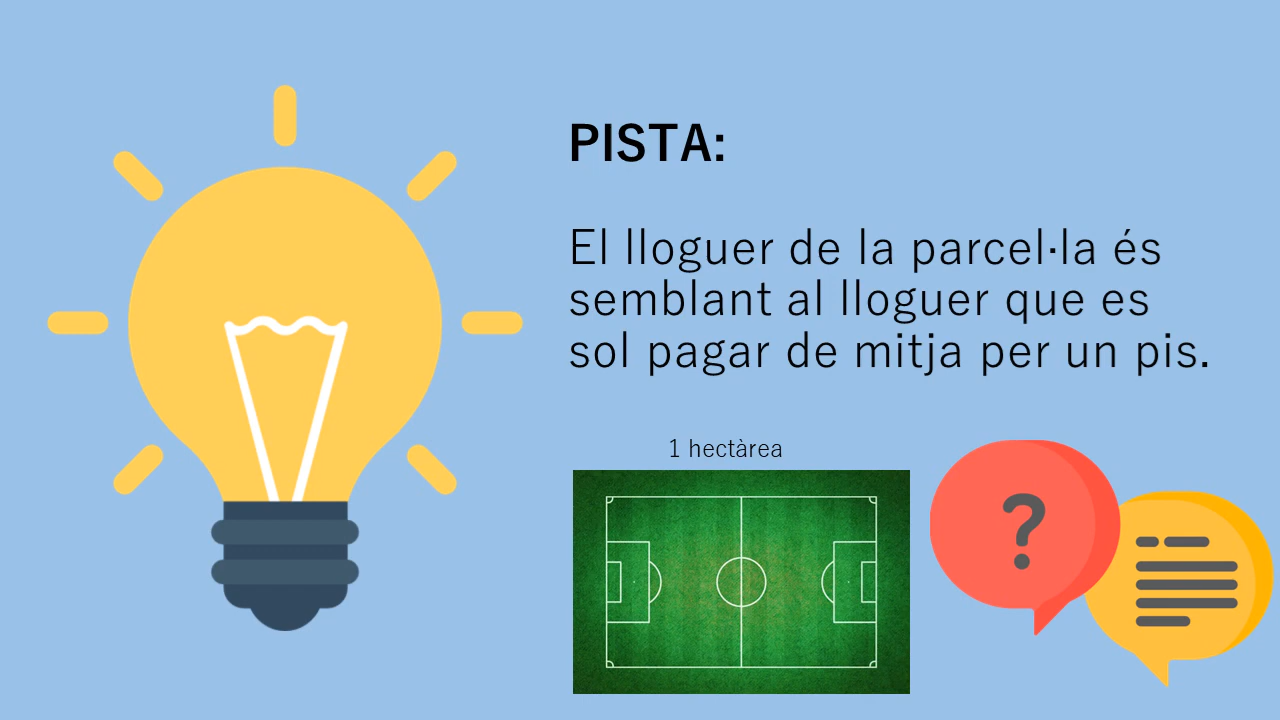 PISTA:
El lloguer de la parcel·la és
semblant al lloguer que es
sol pagar de mitja per un pis.
1 hectàrea
?